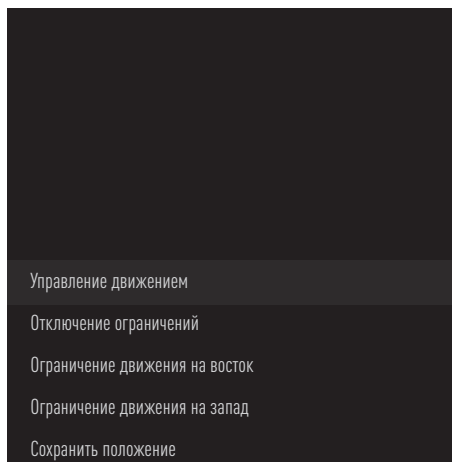 Управление движением
Отключение ограничений
Ограничение движения на восток
Ограничение движения на запад
Сохранить положение